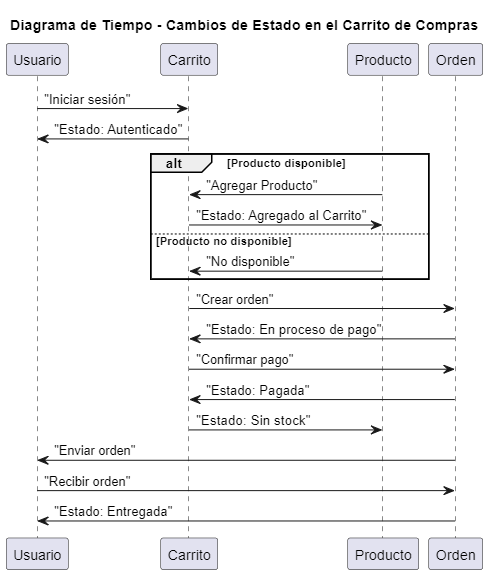 Diagrama de Tiempo - Cambios de Estado en el Carrito de Compras
Usuario Carrito Producto Orden
"Iniciar sesión"
"Estado: Autenticado"
alt [Producto disponible]
"Agregar Producto"
"Estado: Agregado al Carrito"
[Producto no disponible]
"No disponible"
"Crear orden"
"Estado: En proceso de pago"
"Confirmar pago"
"Estado: Pagada"
"Estado: Sin stock"
"Enviar orden"
"Recibir orden"
"Estado: Entregada"
Usuario Carrito Producto Orden